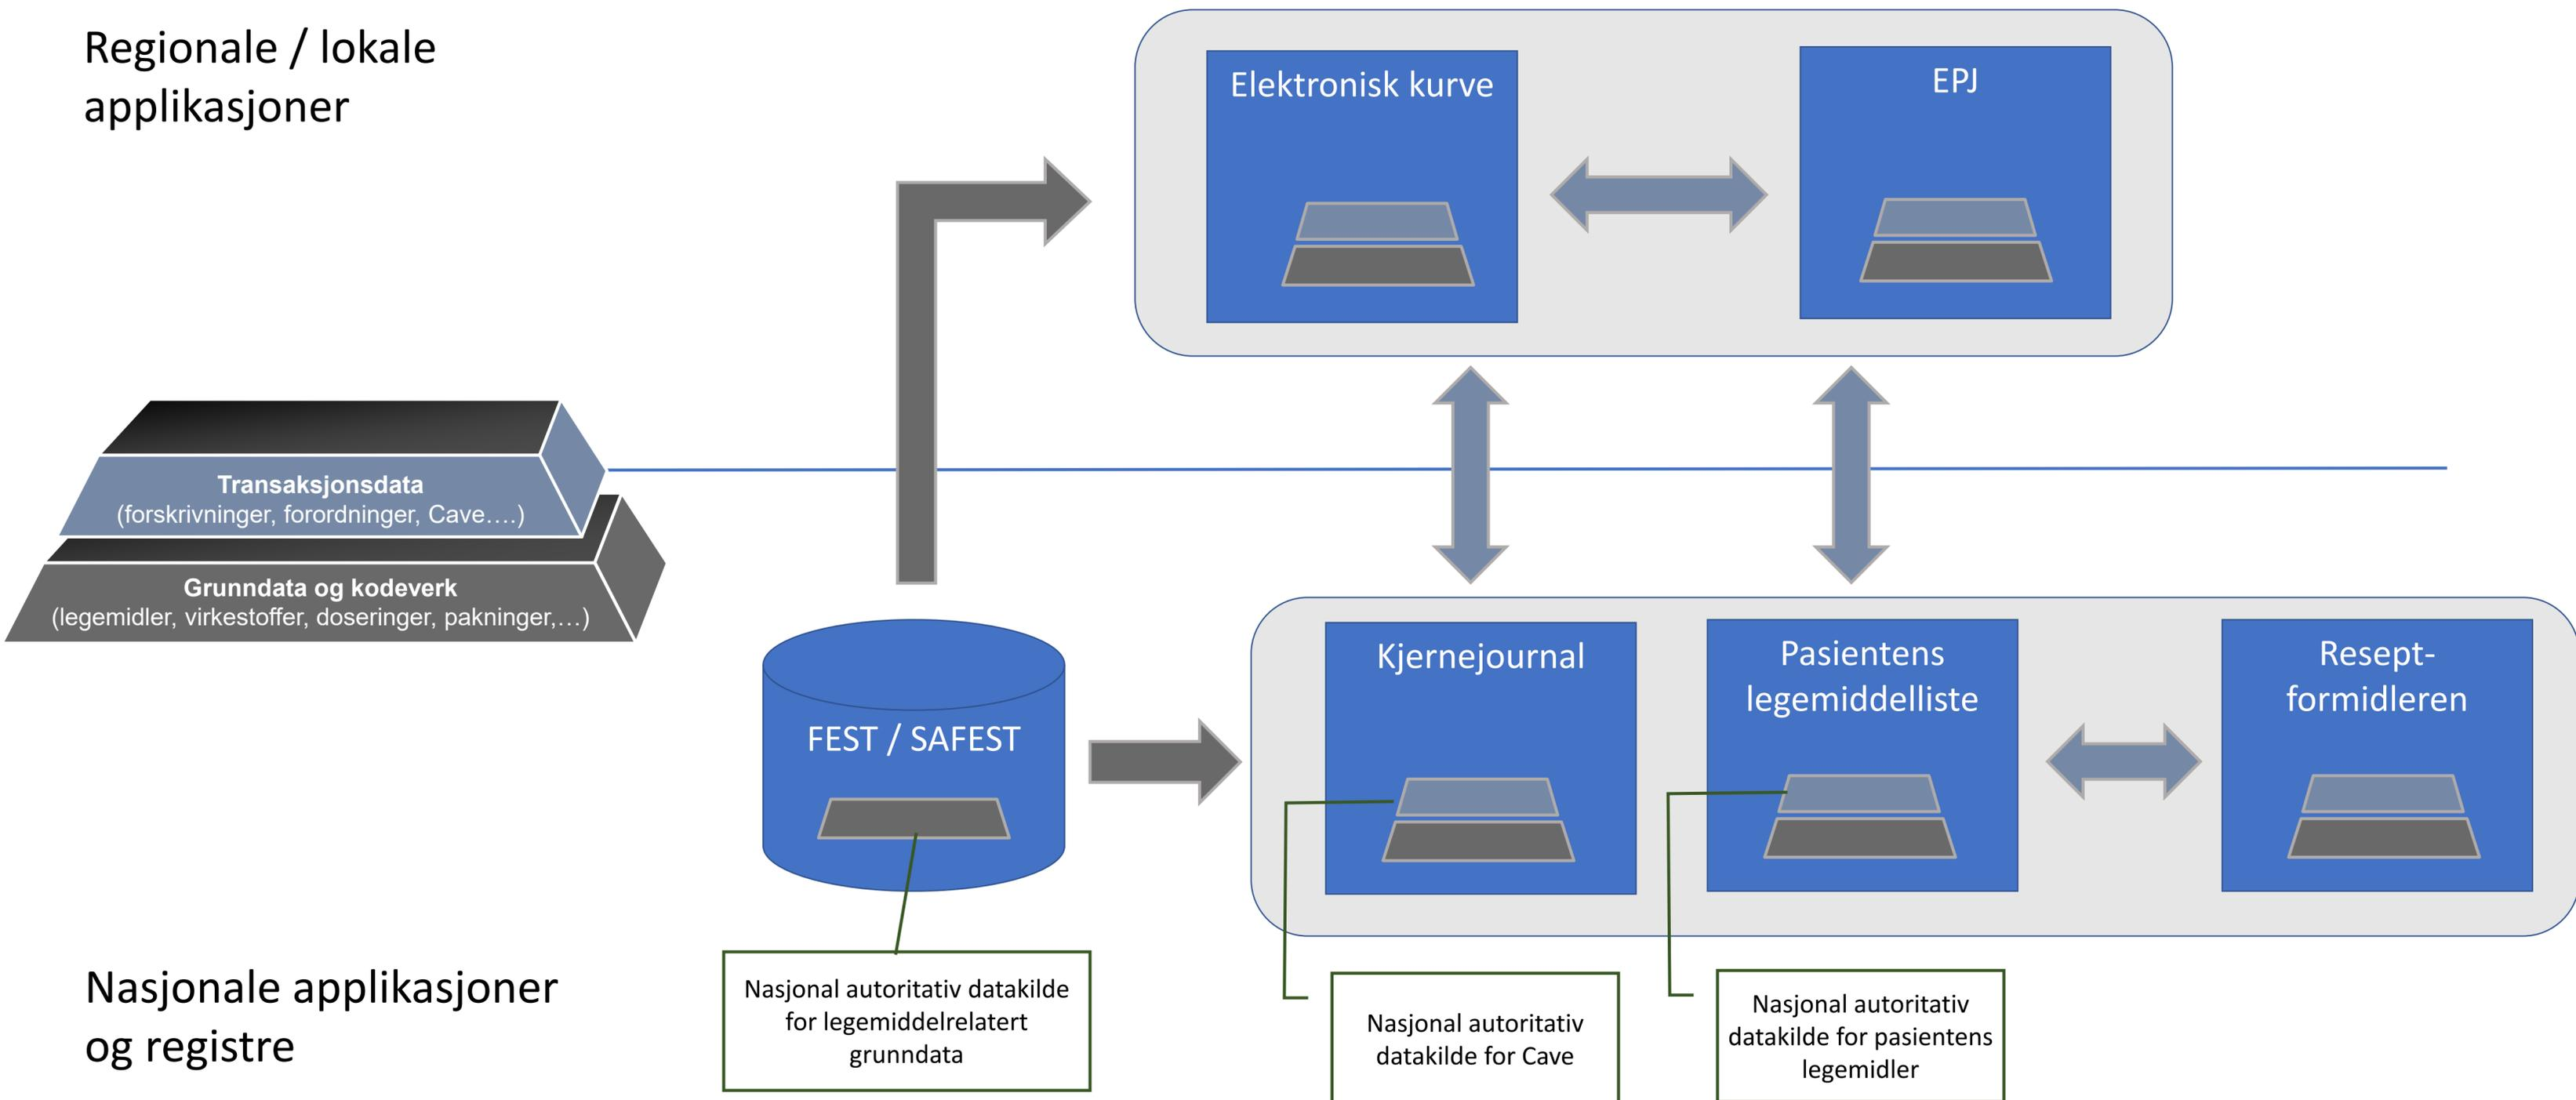 Regionale / lokale
applikasjoner
Elektronisk kurve
EPJ
Transaksjonsdata
(forskrivninger, forordninger, Cave....)
Grunndata og kodeverk
(legemidler, virkestoffer, doseringer, pakninger,...)
FEST / SAFEST
Kjernejournal
Pasientens
legemiddelliste
Resept-
formidleren
Nasjonale applikasjoner
og registre
Nasjonal autoritativ datakilde
for legemiddelrelatert
grunndata
Nasjonal autoritativ
datakilde for Cave
Nasjonal autoritativ
datakilde for pasientens
legemidler